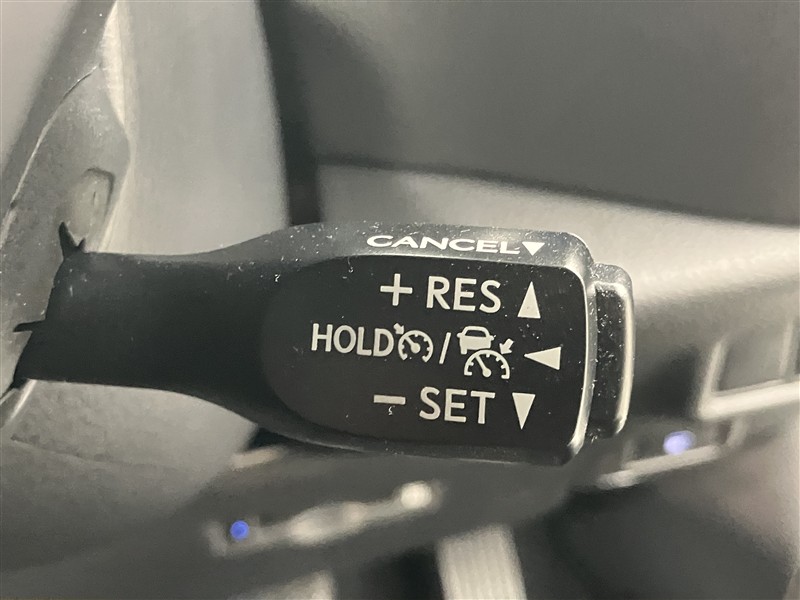 CANCEL▼
+ RES ▲
HOLD / ◀
− SET ▼